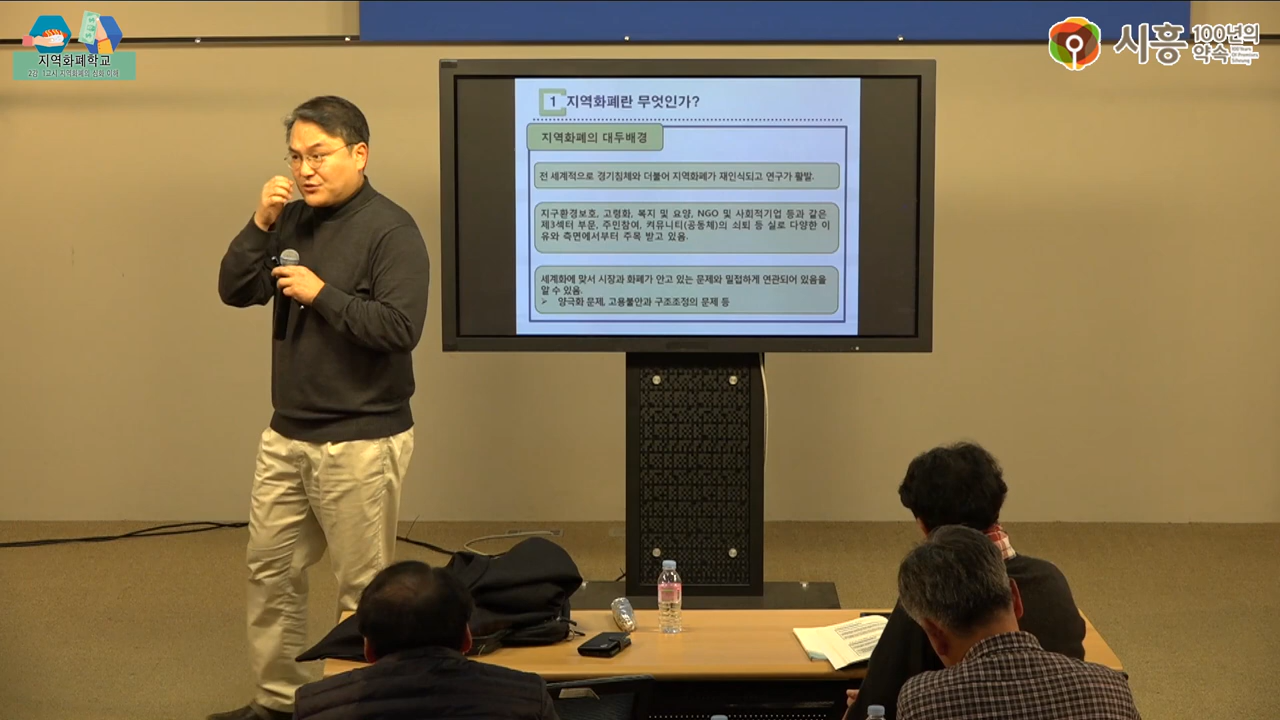 지역화폐학교
시흥
100년의
약속
1 지역화폐란 무엇인가?
지역화폐의 대두배경
전 세계적으로 경기침체와 더불어 지역화폐가 재인식되고 연구가 활발.
지구환경보호, 고령화, 복지 및 요양, NGO 및 사회적기업 등과 같은
제3섹터 부문, 주민참여, 커뮤니티(공동체)의 쇠퇴 등 실로 다양한 이
유와 측면에서부터 주목 받고 있음.
세계화에 맞서 시장과 화폐가 안고 있는 문제와 밀접하게 연관되어 있음을
알 수 있음.
➢ 양극화 문제, 고용불안과 구조조정의 문제 등